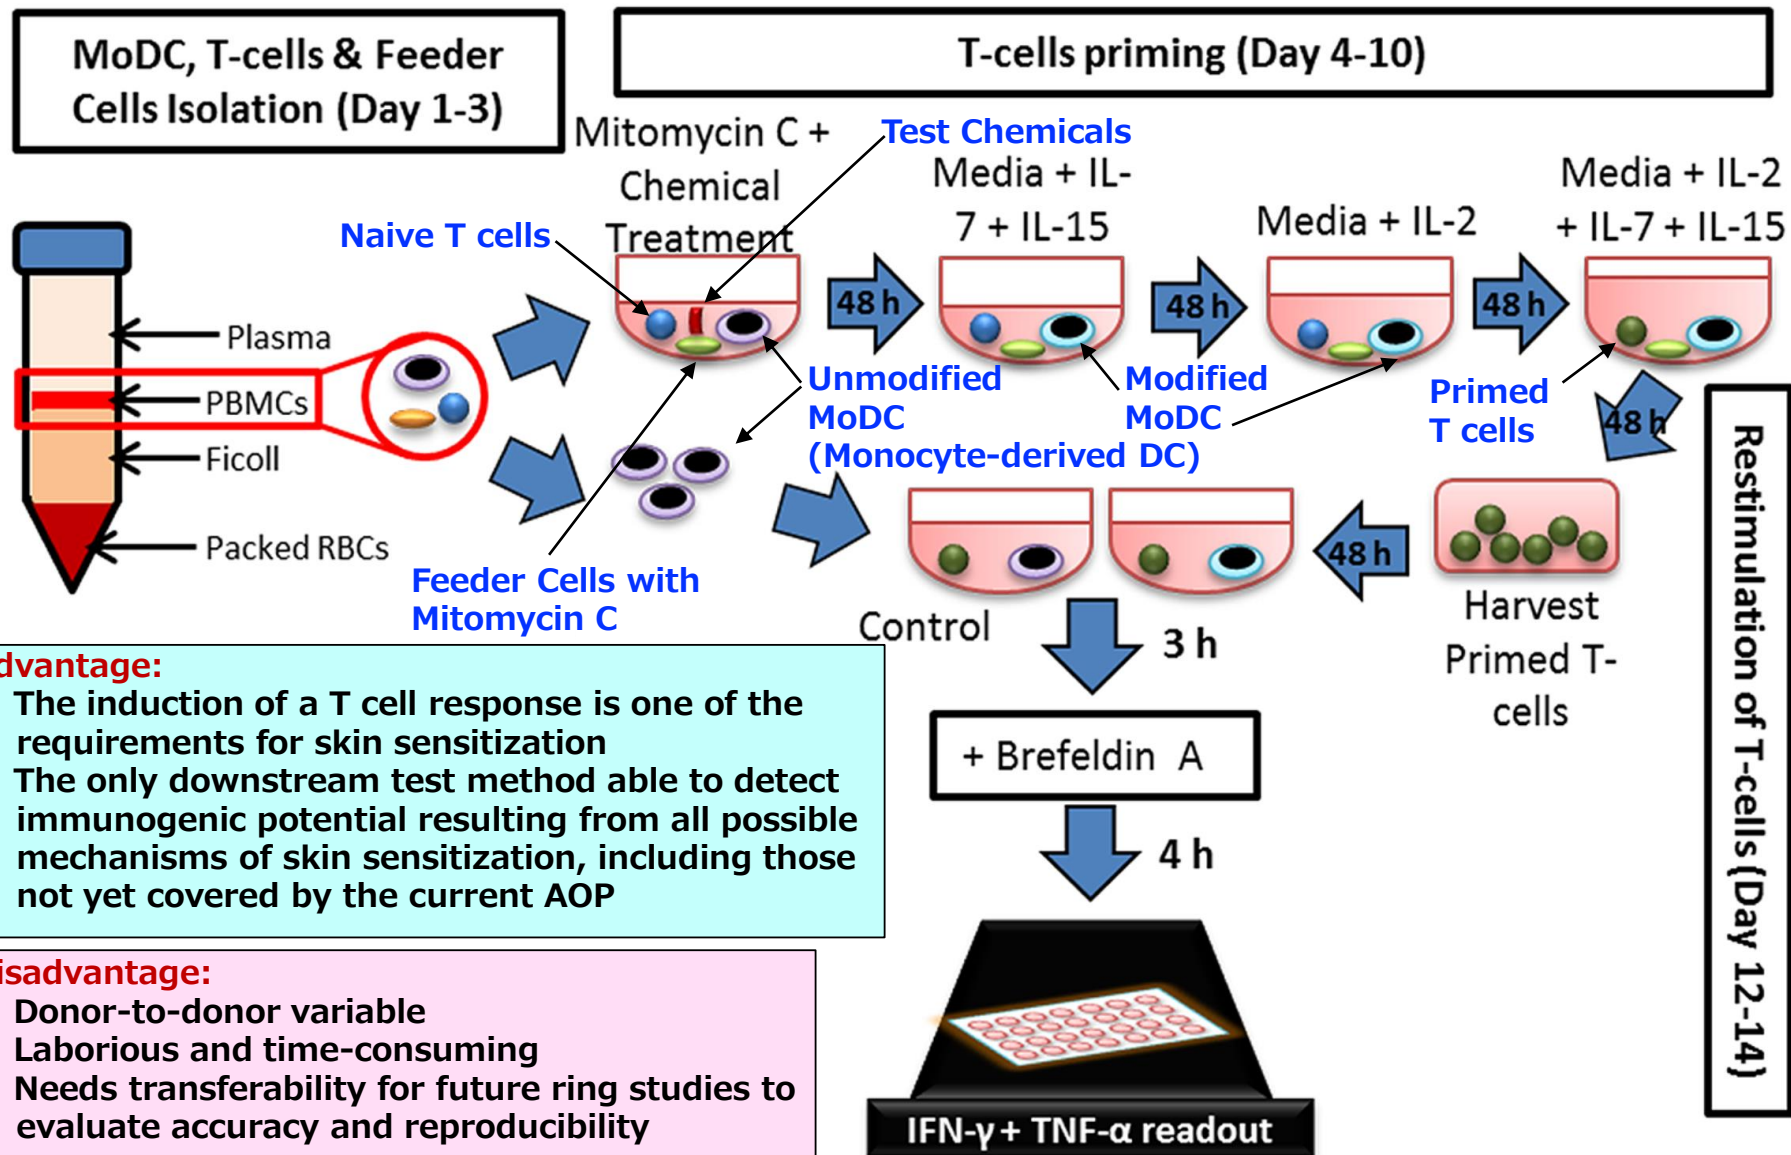 MoDC, T-cells & Feeder
Cells Isolation (Day 1-3)
T-cells priming (Day 4-10)
Mitomycin C +
Chemical
Treatment
Test Chemicals
Media + IL-
7 + IL-15
Media + IL-2
Media + IL-2
+ IL-7 + IL-15
Naive T cells
48 h
48 h
48 h
Plasma
PBMCs
Ficoll
Packed RBCs
Unmodified
MoDC
(Monocyte-derived DC)
Modified
MoDC
Primed
T cells
48 h
Feeder Cells with
Mitomycin C
Control
48 h
Harvest
Primed T-
cells
Restimulation of T-cells (Day 12-14)
3 h
+ Brefeldin A
4 h
IFN-γ + TNF-α readout
dvantage:
The induction of a T cell response is one of the
requirements for skin sensitization
The only downstream test method able to detect
immunogenic potential resulting from all possible
mechanisms of skin sensitization, including those
not yet covered by the current AOP
isadvantage:
Donor-to-donor variable
Laborious and time-consuming
Needs transferability for future ring studies to
evaluate accuracy and reproducibility